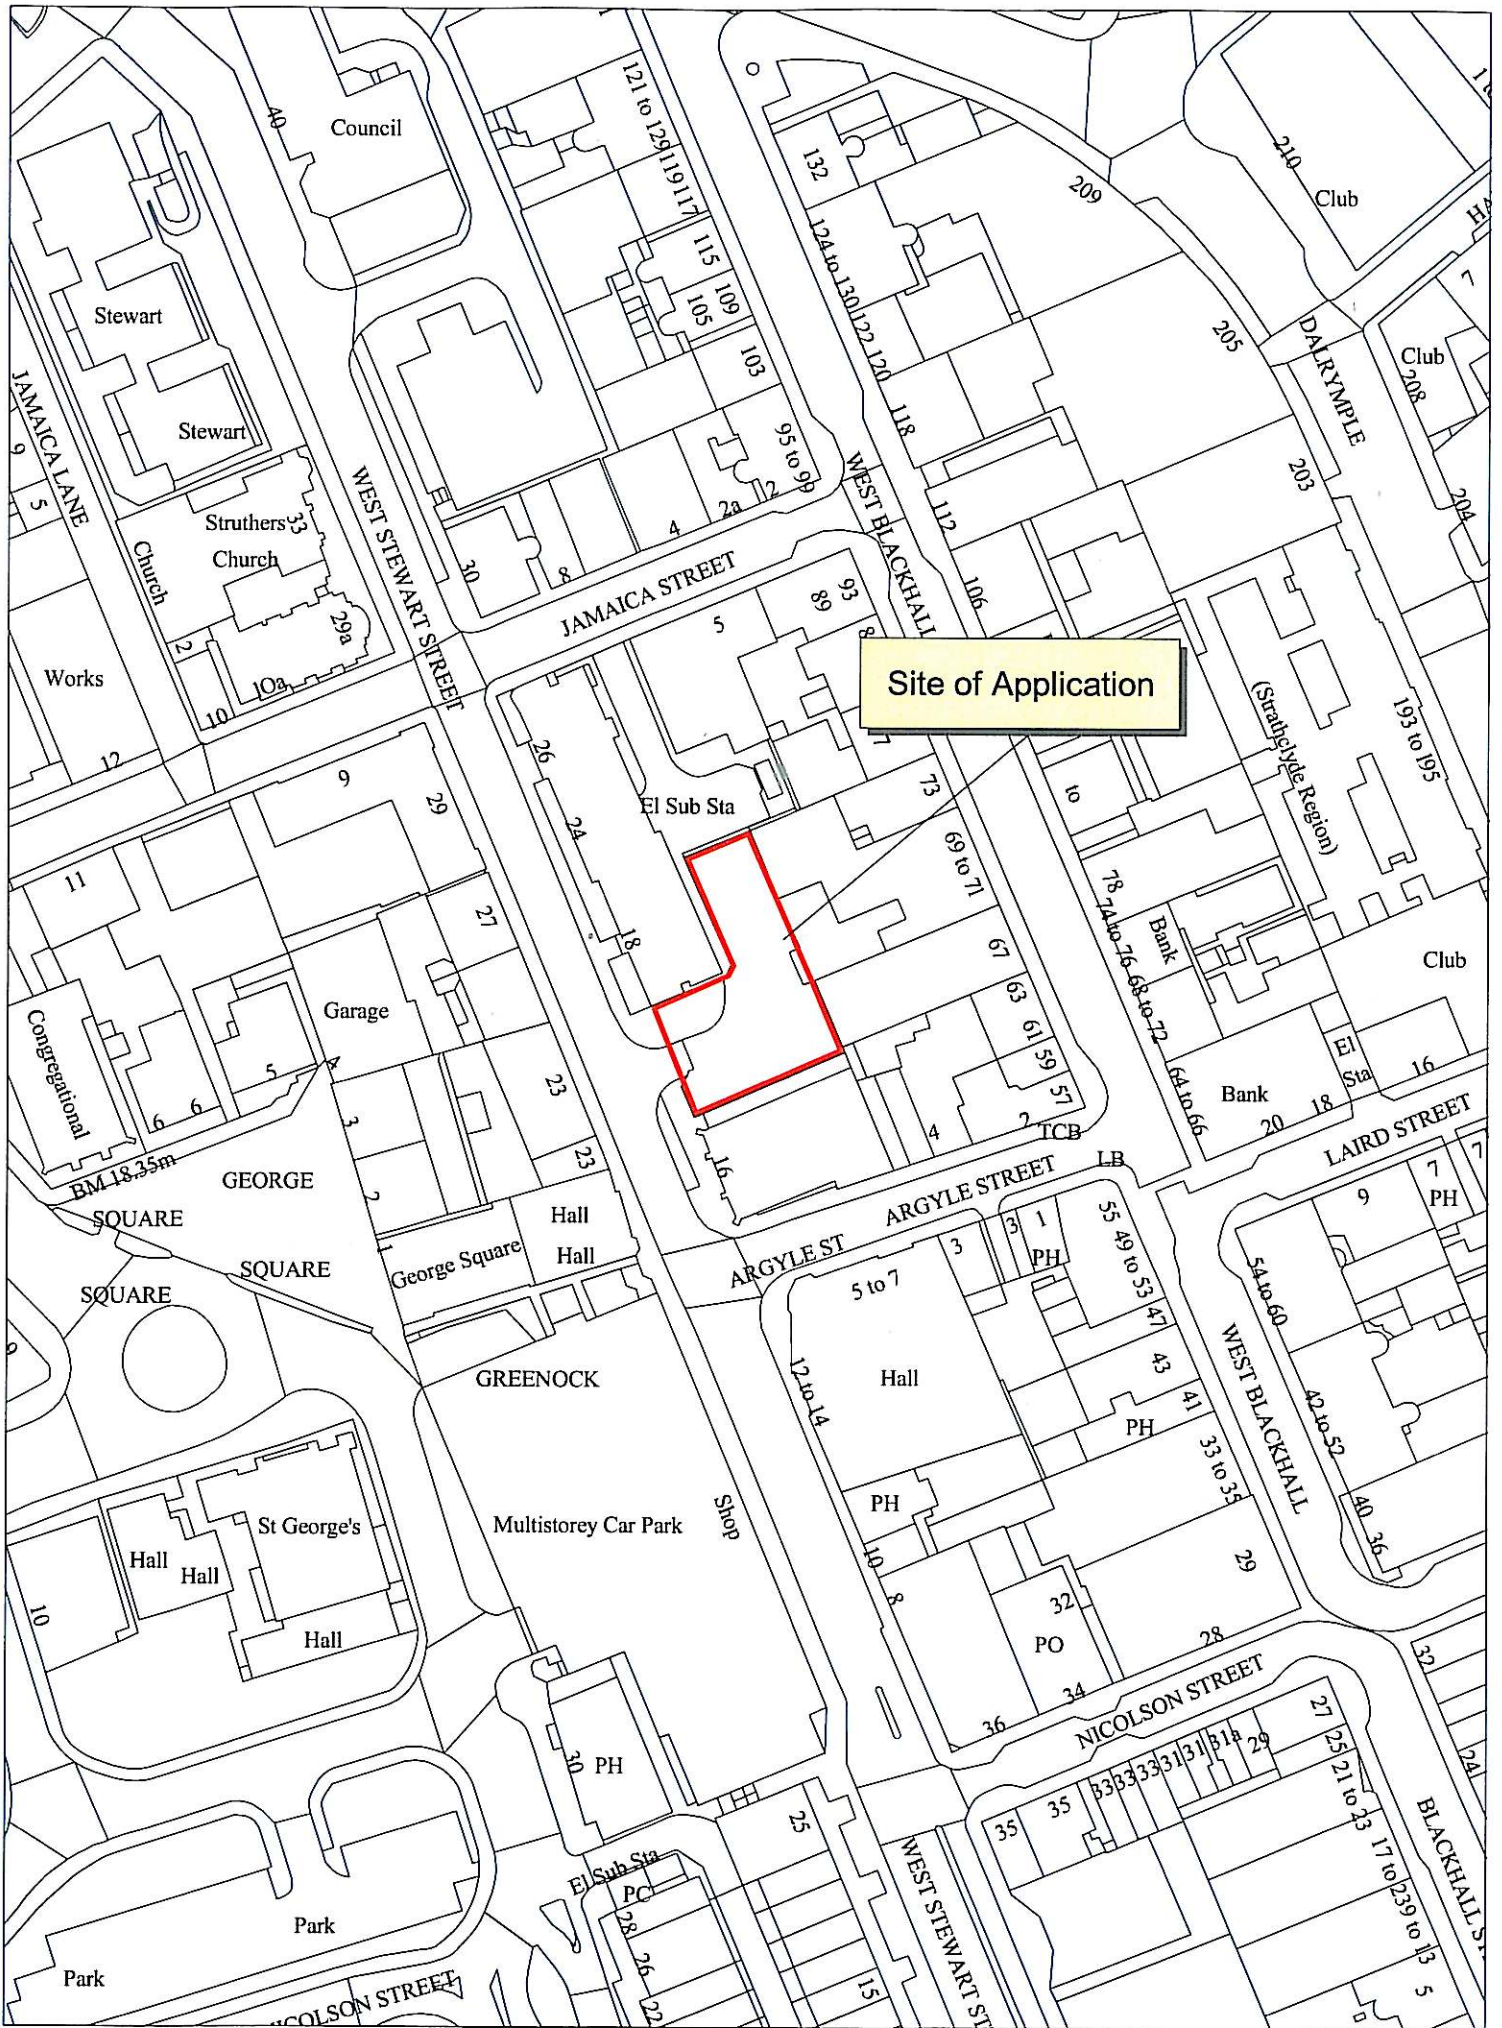 40
Council
121 to 129
119
117
115
109
105
103
95 to 99
132
209
210
Club
124 to 130
122
120
118
205
DALRYMPLE
7
Club
208
Stewart
Stewart
JAMAICA LANE
9
5
WEST STEWART STREET
Struthers'
Church
33
Church
2
29a
10a
10
Works
12
30
8
4
2a
2
JAMAICA STREET
WEST BLACKHALL
112
106
203
204
5
89
93
Site of Application
(Strathclyde Region)
193 to 195
to
26
24
18
El Sub Sta
73
69 to 71
67
63
61
59
57
78
74 to 76
68 to 72
64 to 66
Bank
Club
Bank
El
Sta
16
18
20
9
29
11
27
Garage
Congregational
5
4
6
6
3
2
1
23
23
BM 18.35m
GEORGE
SQUARE
SQUARE
SQUARE
George Square
Hall
Hall
16
4
2
TCB
LB
ARGYLE STREET
ARGYLE ST
LAIRD STREET
9
7
PH
7
3
3
1
PH
55
49 to 53
47
43
41
PH
33 to 35
5 to 7
12 to 14
Hall
54 to 60
42 to 52
40
36
WEST BLACKHALL
9
GREENOCK
Multistorey Car Park
Shop
PH
10
8
29
32
PO
28
34
36
NICOLSON STREET
St George's
Hall
Hall
Hall
10
30
PH
25
El Sub Sta
PC
28
26
22
15
WEST STEWART ST
35
35
33
33
33
31
31
31a
29
27
25
21 to 23
17 to 23
9 to 13
5
32
24
BLACKHALL S
Park
Park
NICOLSON STREET